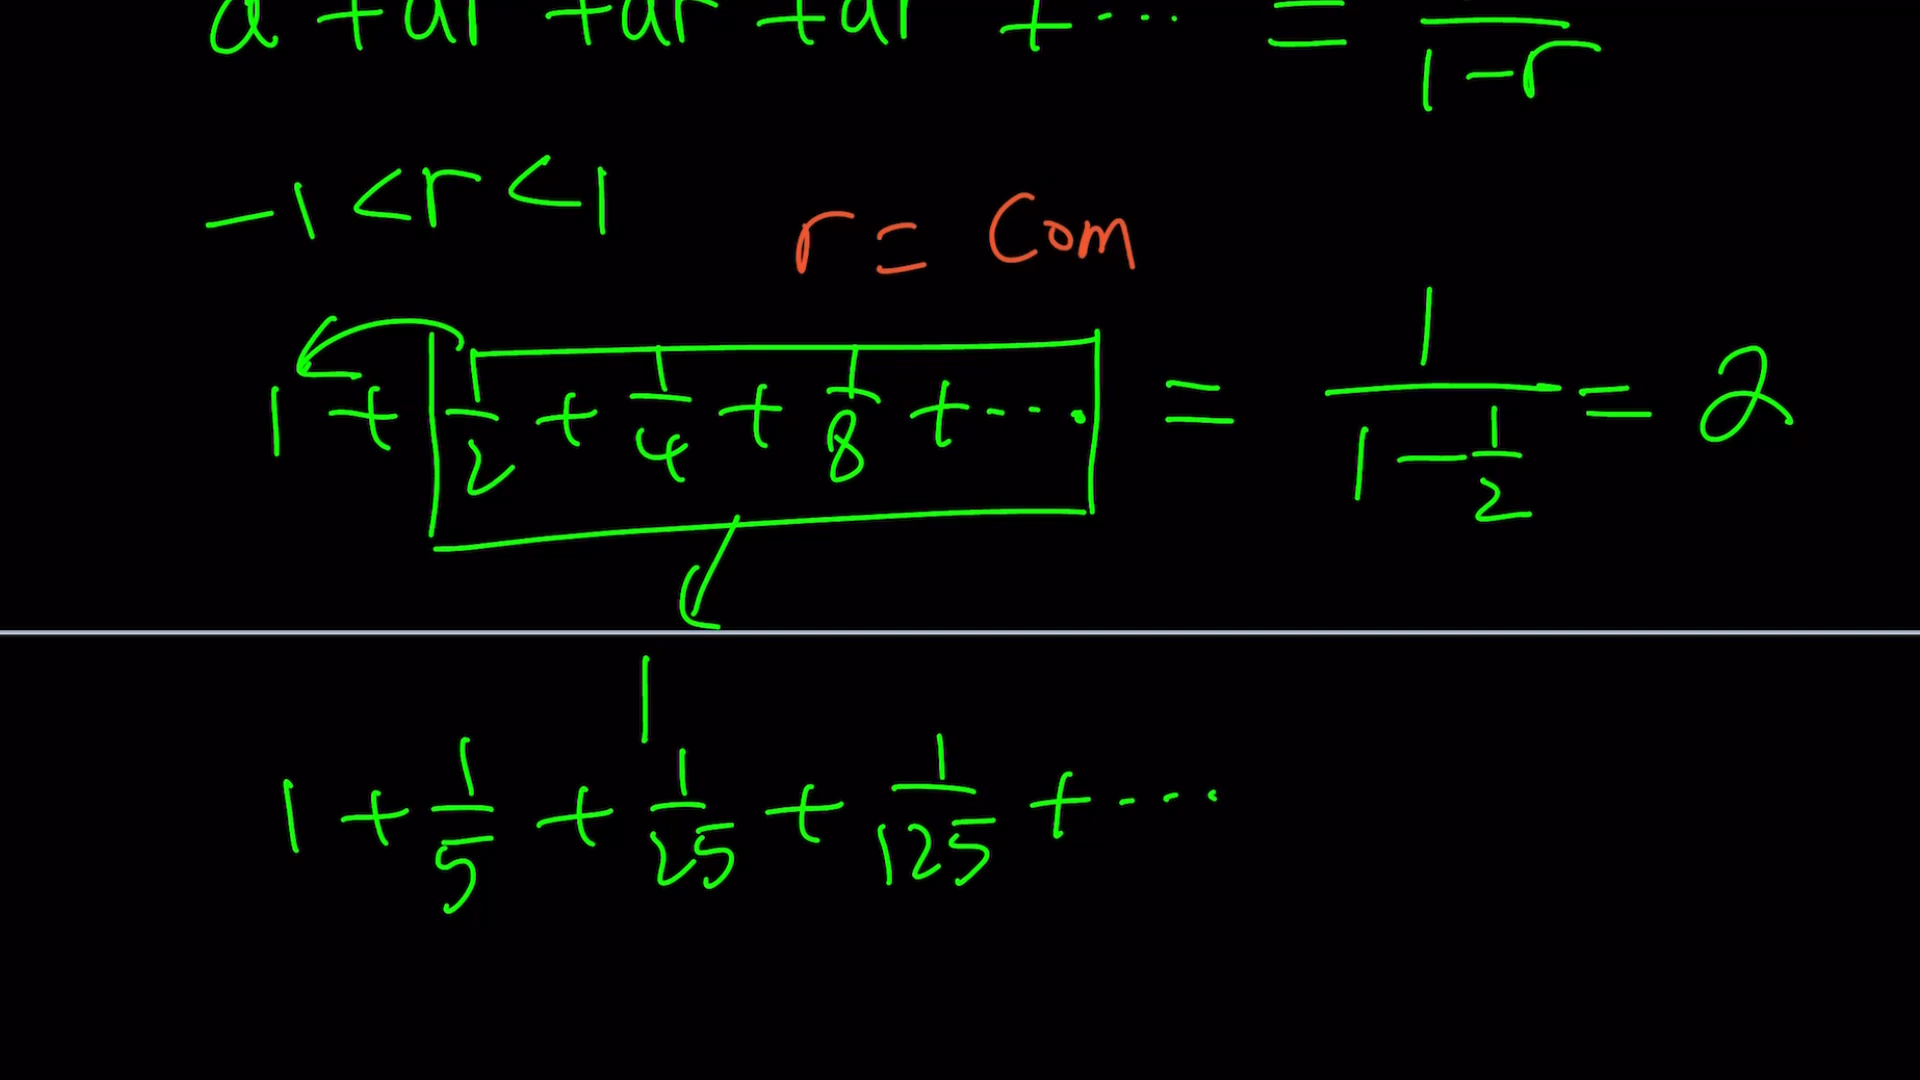 a + ar + ar + ar + ... = / 1 - r
-1 < r < 1
r = Com
1 + 1/2 + 1/4 + 1/8 + ... = 1/(1 - 1/2) = 2
1
1 + 1/5 + 1/25 + 1/125 + ...